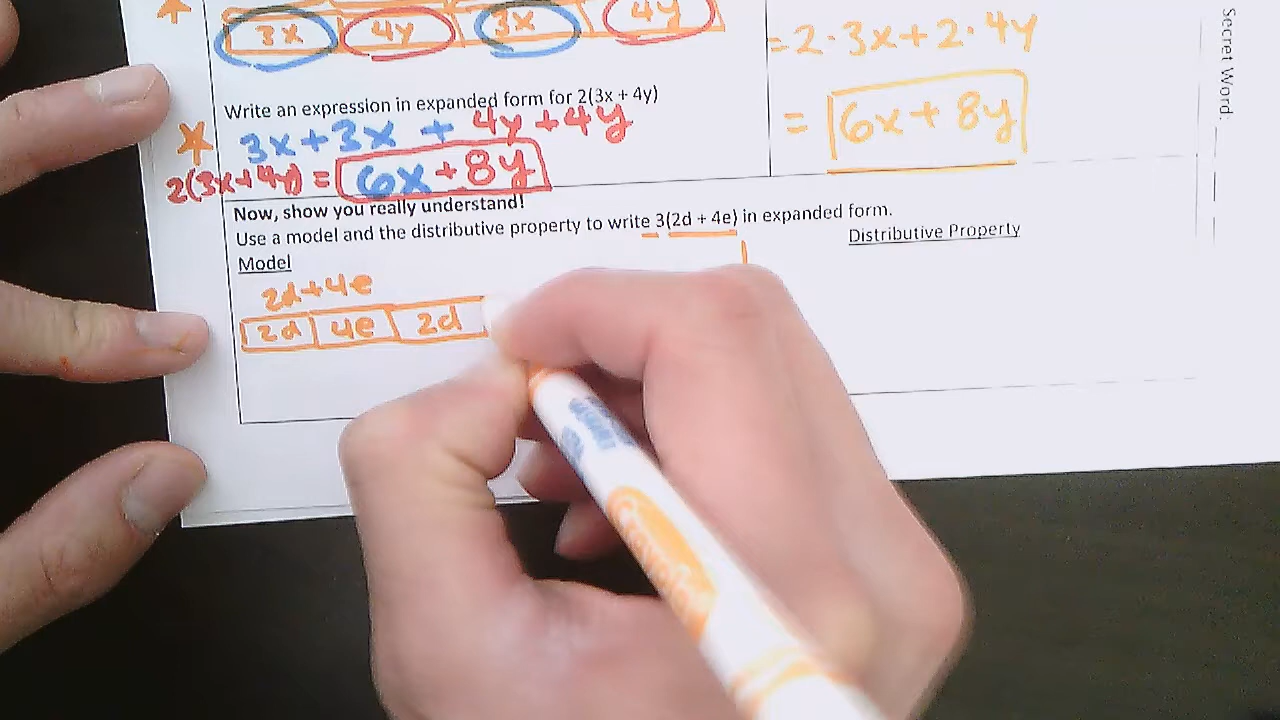 3x 4y 3x 4y
=2·3x+2·4y
Write an expression in expanded form for 2(3x + 4y)
3x+3x + 4y+4y
2(3x+4y) = 6x+8y
= 6x+8y
Secret Word.
Now, show you really understand!
Use a model and the distributive property to write 3(2d + 4e) in expanded form.
Model
Distributive Property
2d+4e
2d 4e 2d
Crayola